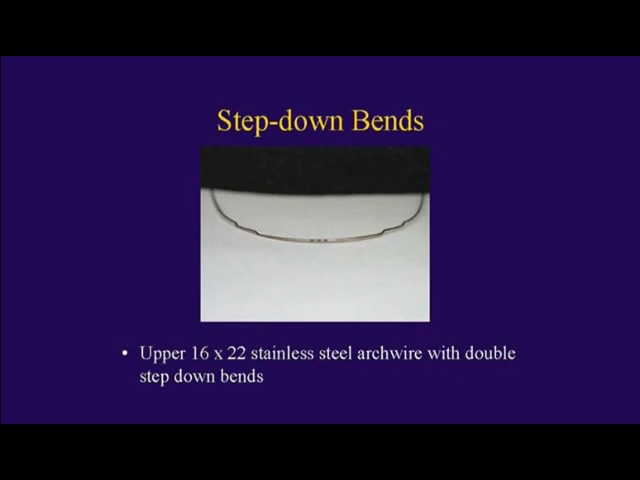 Step-down Bends
• Upper 16 x 22 stainless steel archwire with double
step down bends